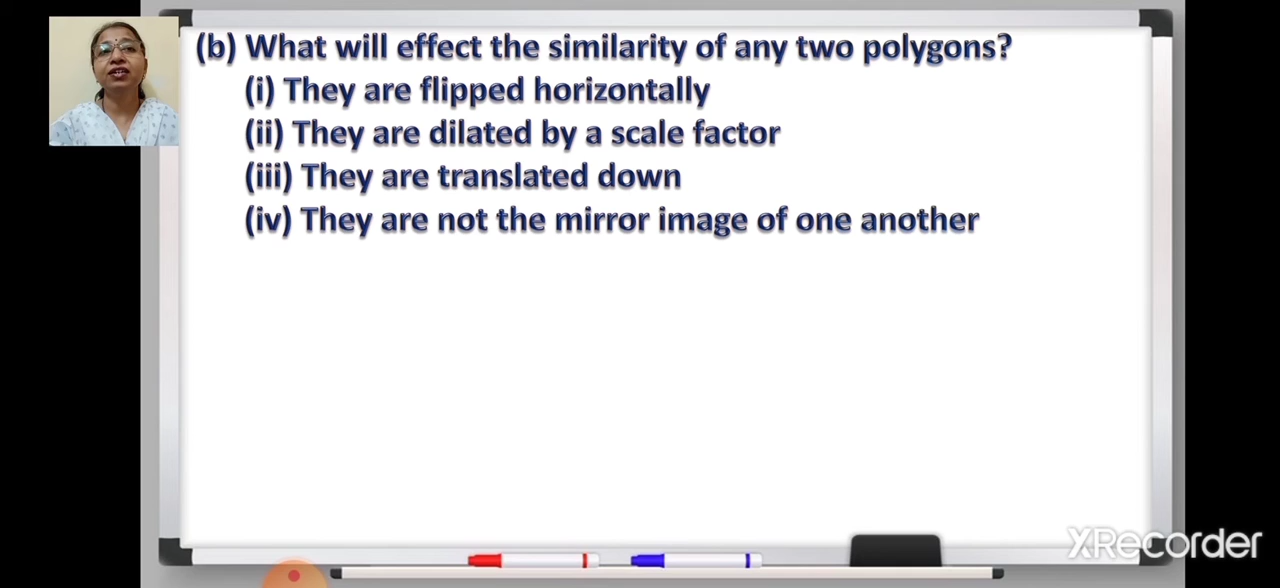 (b) What will effect the similarity of any two polygons?
(i) They are flipped horizontally
(ii) They are dilated by a scale factor
(iii) They are translated down
(iv) They are not the mirror image of one another
XRecorder